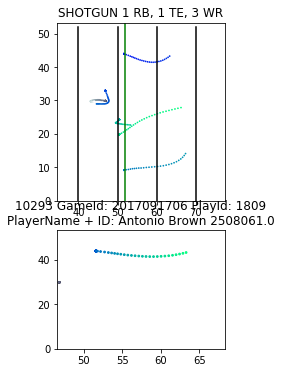 SHOTGUN 1 RB, 1 TE, 3 WR
50
40
30
20
10
0
40 50 60 70
10293 GameId: 2017091706 PlayId: 1809
PlayerName + ID: Antonio Brown 2508061.0
40
20
0
50 55 60 65